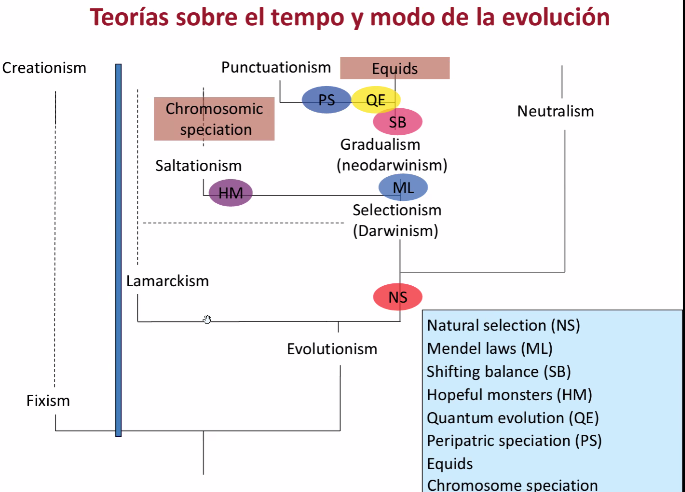 Teorías sobre el tempo y modo de la evolución
Creationism
Punctuationism
Equids
PS
QE
Chromosomic
speciation
SB
Neutralism
Gradualism
(neodarwinism)
Saltationism
HM
ML
Selectionism
(Darwinism)
Lamarckism
NS
Evolutionism
Fixism
Natural selection (NS)
Mendel laws (ML)
Shifting balance (SB)
Hopeful monsters (HM)
Quantum evolution (QE)
Peripatric speciation (PS)
Equids
Chromosome speciation